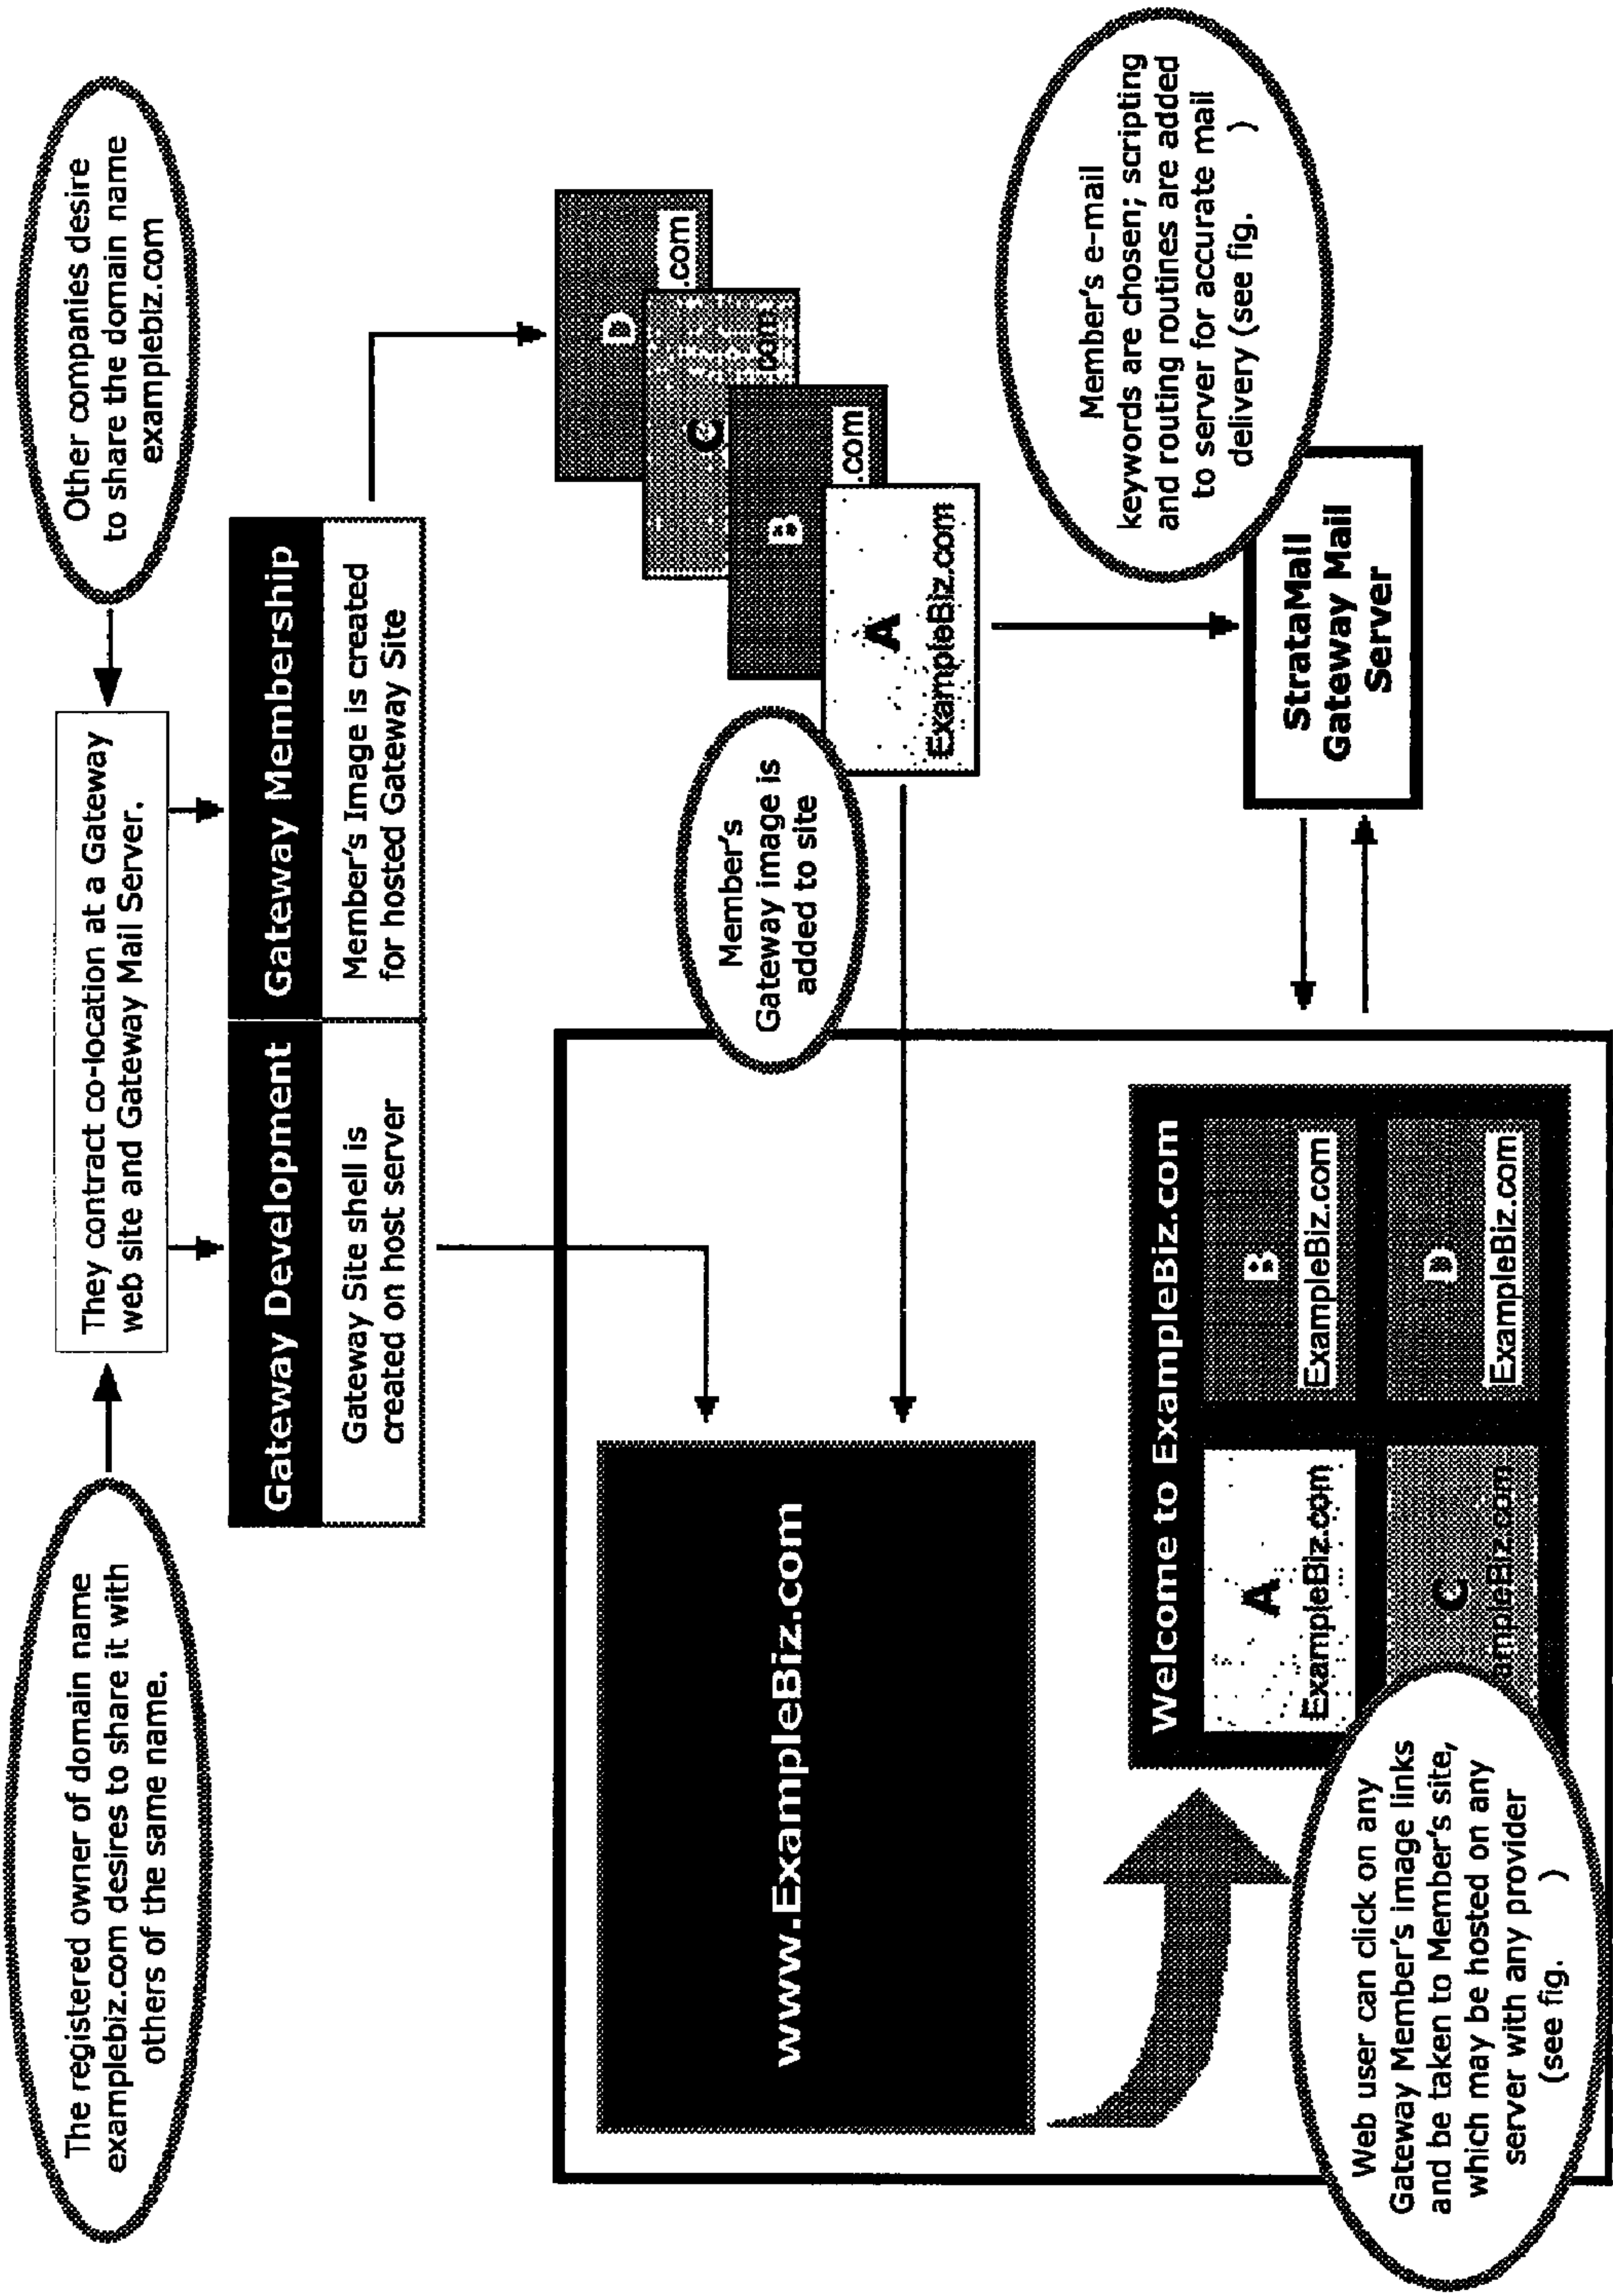 The registered owner of domain name
examplebiz.com desires to share it with
others of the same name.
They contract co-location at a Gateway
web site and Gateway Mail Server.
Other companies desire
to share the domain name
examplebiz.com
Gateway Development
Gateway Membership
Gateway Site shell is
created on host server
Member's Image is created
for hosted Gateway Site
D
.com
C
.com
B
.com
A
ExampleBiz.com
Member's
Gateway image is
added to site
Member's e-mail
keywords are chosen; scripting
and routing routines are added
to server for accurate mail
delivery (see fig. )
StrataMail
Gateway Mail
Server
www.ExampleBiz.com
Welcome to ExampleBiz.com
A
ExampleBiz.com
B
ExampleBiz.com
C
ampleBiz.com
D
ExampleBiz.com
Web user can click on any
Gateway Member's image links
and be taken to Member's site,
which may be hosted on any
server with any provider
(see fig. )